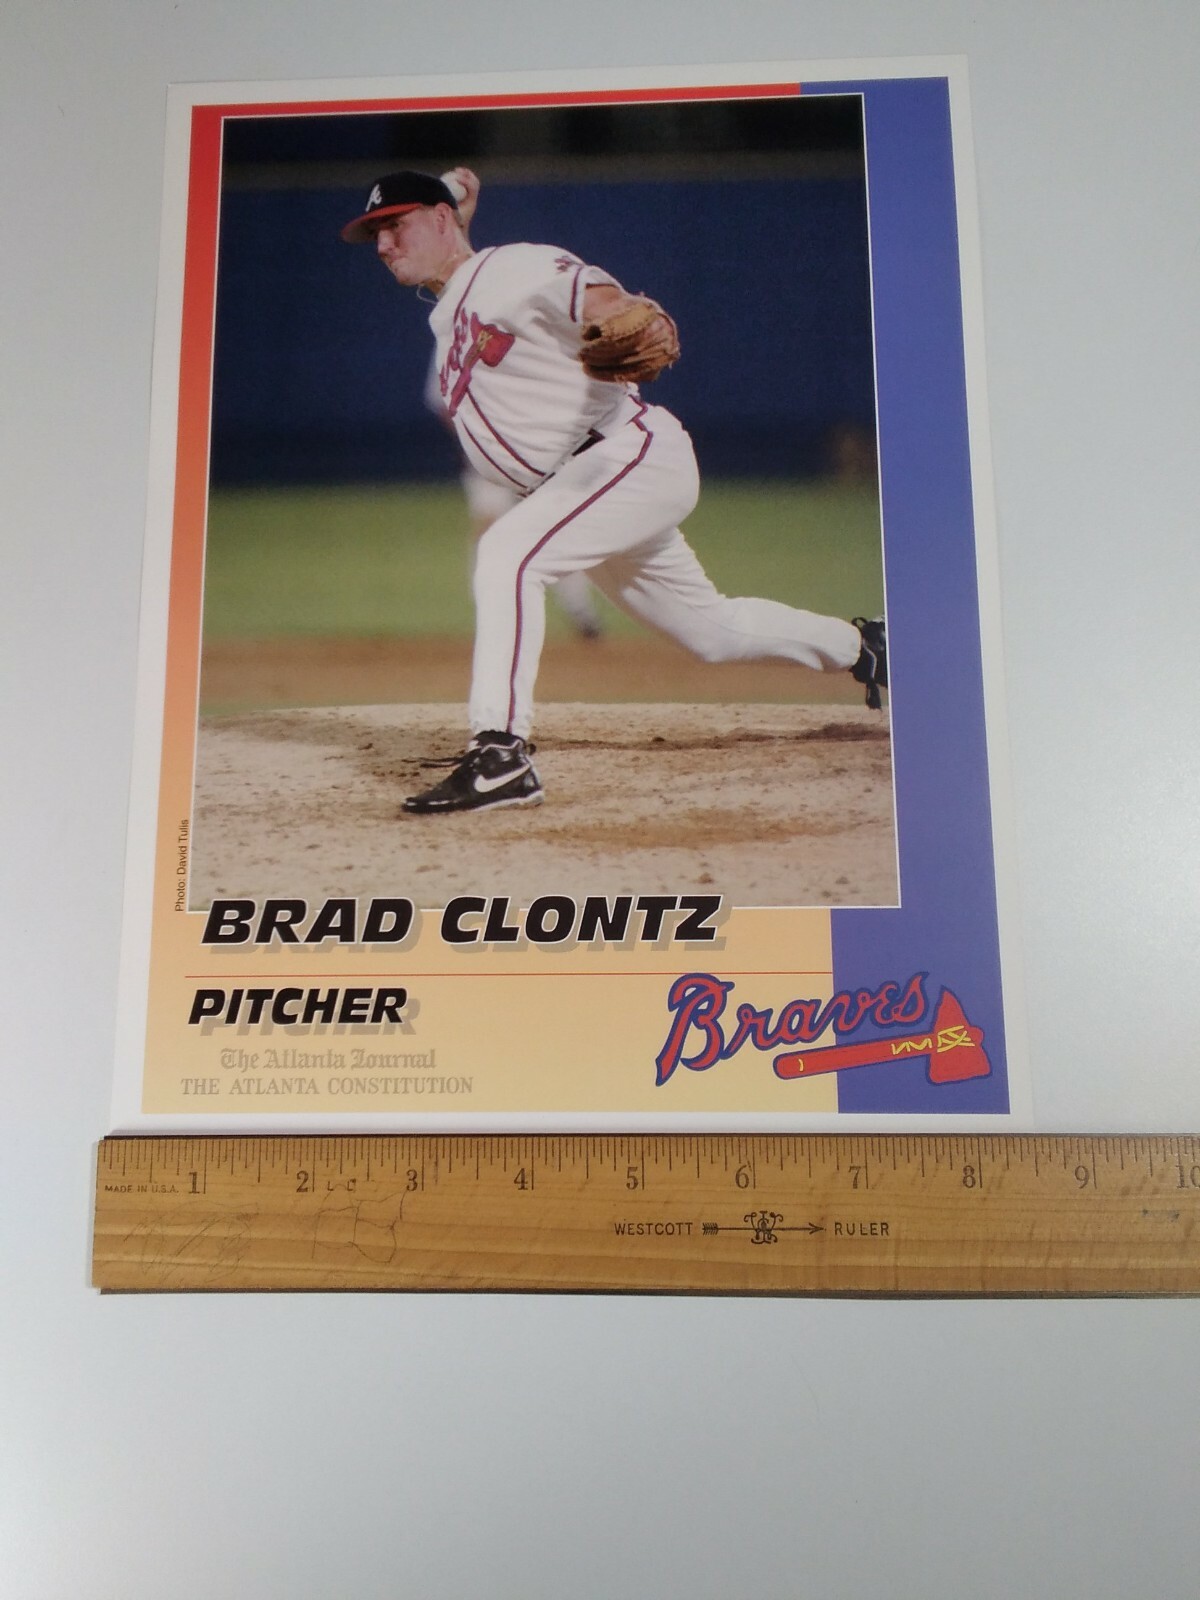 A
Braves
Photo: David Tulis
BRAD CLONTZ
PITCHER
Braves
The Atlanta Journal
THE ATLANTA CONSTITUTION
1 2 3 4 5 6 7 8 9 10
MADE IN U.S.A.
WESTCOTT RULER